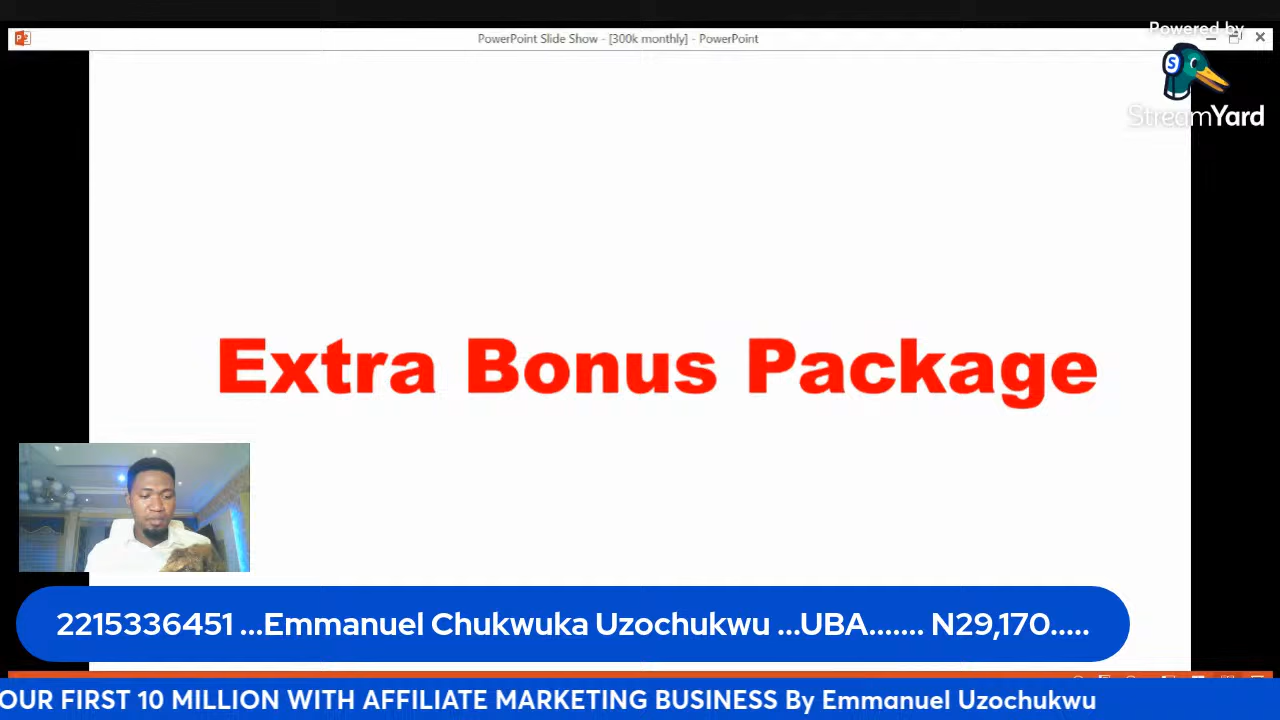 PowerPoint Slide Show - [300k monthly] - PowerPoint
Powered by
StreamYard
Extra Bonus Package
2215336451 ...Emmanuel Chukwuka Uzochukwu ...UBA....... N29,170.....
OUR FIRST 10 MILLION WITH AFFILIATE MARKETING BUSINESS By Emmanuel Uzochukwu